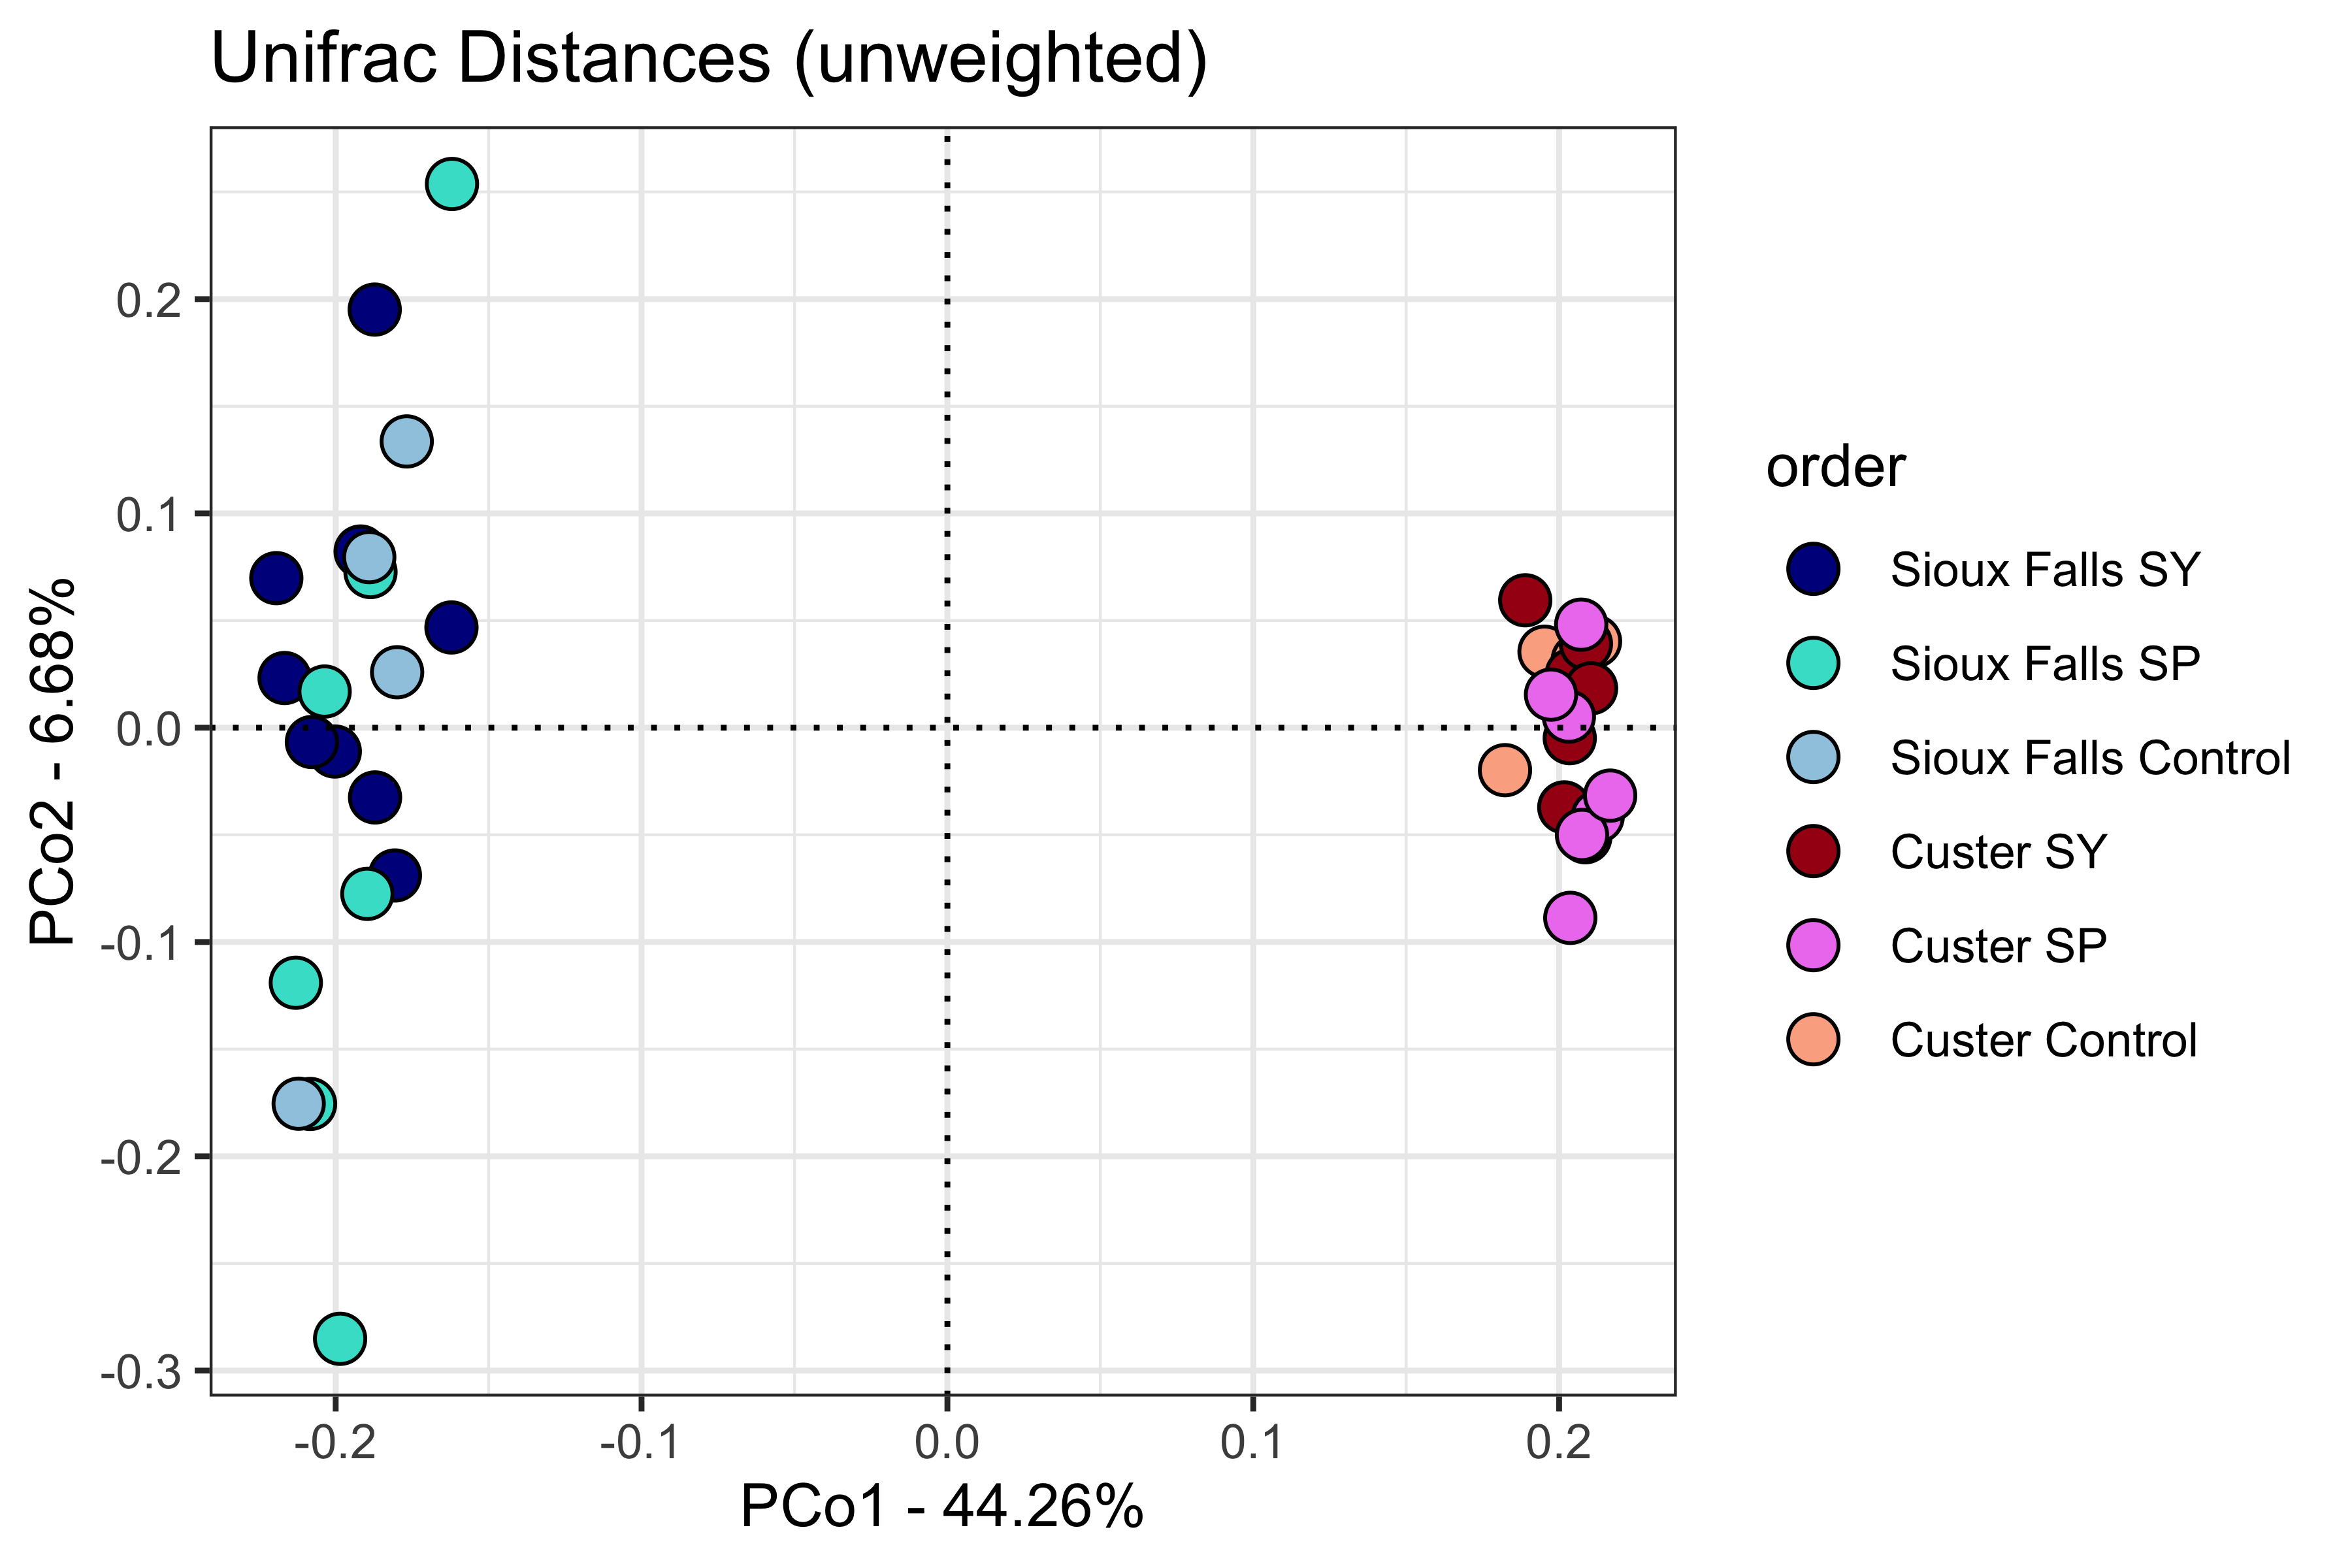 Unifrac Distances (unweighted)
0.2
0.1
0.0
-0.1
-0.2
-0.3
PCo2 - 6.68%
-0.2 -0.1 0.0 0.1 0.2
PCo1 - 44.26%
order
Sioux Falls SY
Sioux Falls SP
Sioux Falls Control
Custer SY
Custer SP
Custer Control